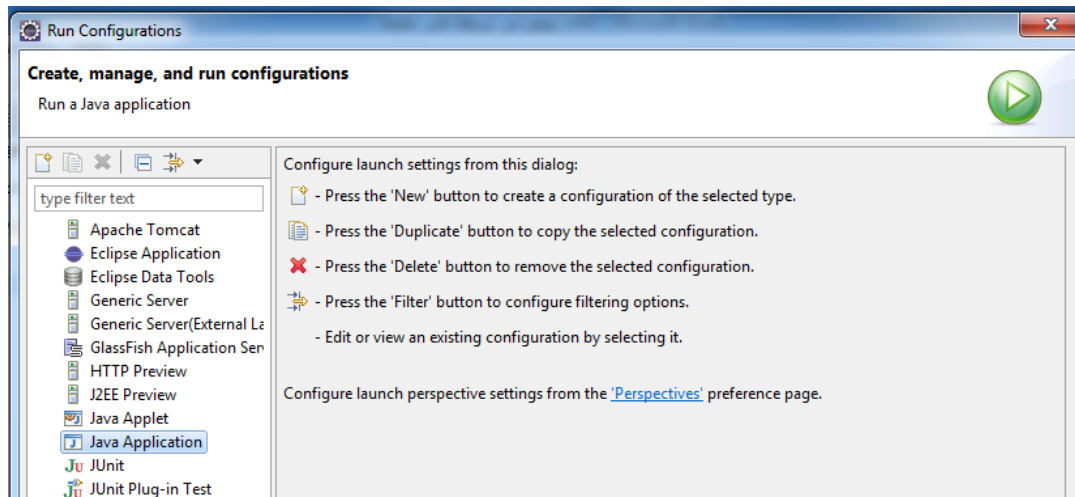 Run Configurations
Create, manage, and run configurations
Run a Java application
type filter text
Apache Tomcat
Eclipse Application
Eclipse Data Tools
Generic Server
Generic Server(External La
GlassFish Application Serv
HTTP Preview
J2EE Preview
Java Applet
Java Application
JUnit
JUnit Plug-in Test
Configure launch settings from this dialog:
- Press the 'New' button to create a configuration of the selected type.
- Press the 'Duplicate' button to copy the selected configuration.
- Press the 'Delete' button to remove the selected configuration.
- Press the 'Filter' button to configure filtering options.
- Edit or view an existing configuration by selecting it.
Configure launch perspective settings from the 'Perspectives' preference page.